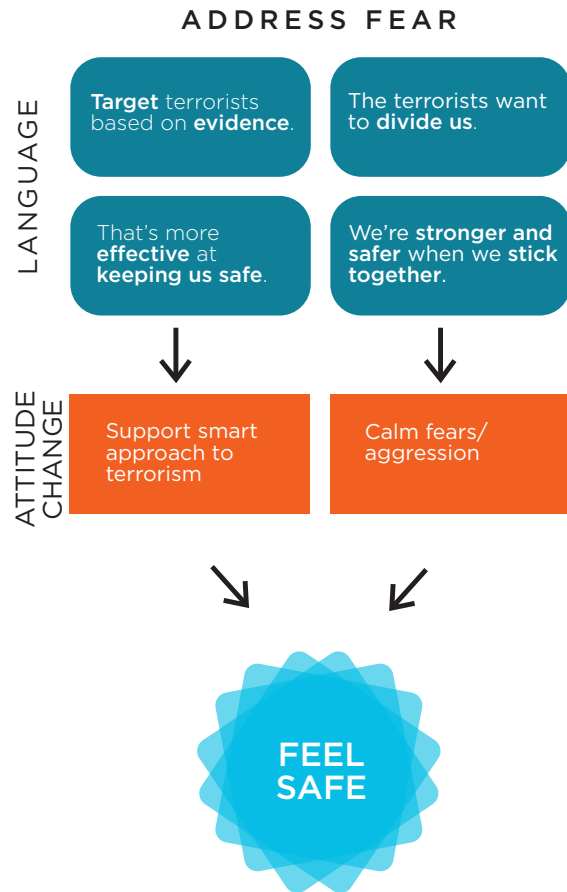 ADDRESS FEAR
LANGUAGE
Target terrorists
based on evidence.
The terrorists want
to divide us.
That's more
effective at
keeping us safe.
We're stronger and
safer when we stick
together.
ATTITUDE
CHANGE
Support smart
approach to
terrorism
Calm fears/
aggression
FEEL
SAFE